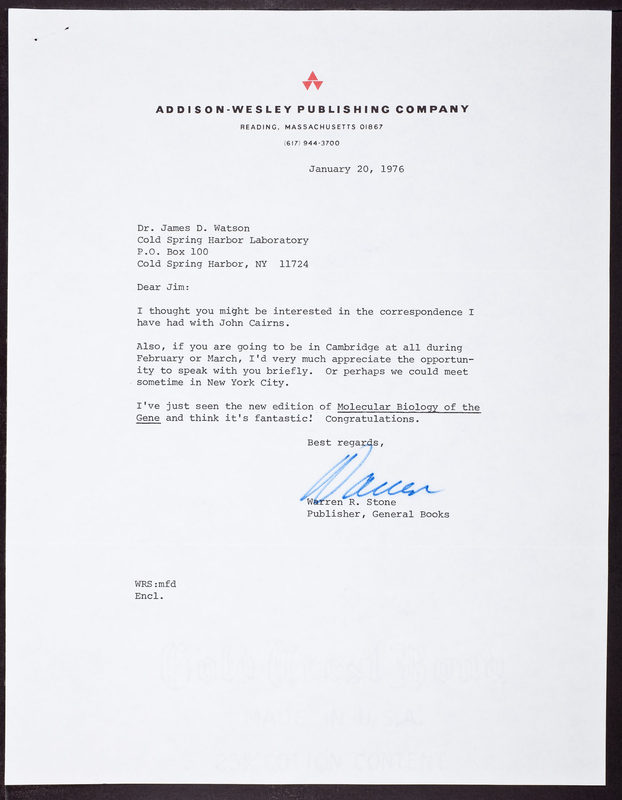 ADDISON-WESLEY PUBLISHING COMPANY
READING, MASSACHUSETTS 01867
(617) 944-3700
January 20, 1976
Dr. James D. Watson
Cold Spring Harbor Laboratory
P.O. Box 100
Cold Spring Harbor, NY  11724
Dear Jim:
I thought you might be interested in the correspondence I
have had with John Cairns.
Also, if you are going to be in Cambridge at all during
February or March, I'd very much appreciate the opportun-
ity to speak with you briefly.  Or perhaps we could meet
sometime in New York City.
I've just seen the new edition of Molecular Biology of the
Gene and think it's fantastic!  Congratulations.
Best regards,
Warren
Warren R. Stone
Publisher, General Books
WRS:mfd
Encl.